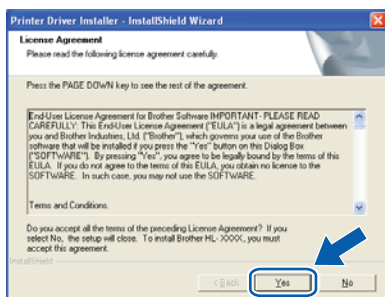 Printer Driver Installer - InstallShield Wizard
License Agreement
Please read the following license agreement carefully.
Press the PAGE DOWN key to see the rest of the agreement.
End-User License Agreement for Brother Software IMPORTANT- PLEASE READ
CAREFULLY: This End-User License Agreement ("EULA") is a legal agreement between
you and Brother Industries, Ltd. ("Brother"), which governs your use of the Brother
software that will be installed if you press the "Yes" button on this Dialog Box
("SOFTWARE"). By pressing "Yes", you agree to be legally bound by the terms of this
EULA. If you do not agree to the terms of this EULA, you obtain no license to the
SOFTWARE. In such case, you may not use the SOFTWARE.
Terms and Conditions.
Do you accept all the terms of the preceding License Agreement? If you
select No, the setup will close. To install Brother HL- XXXX, you must
accept this agreement.
InstallShield
< Back Yes No